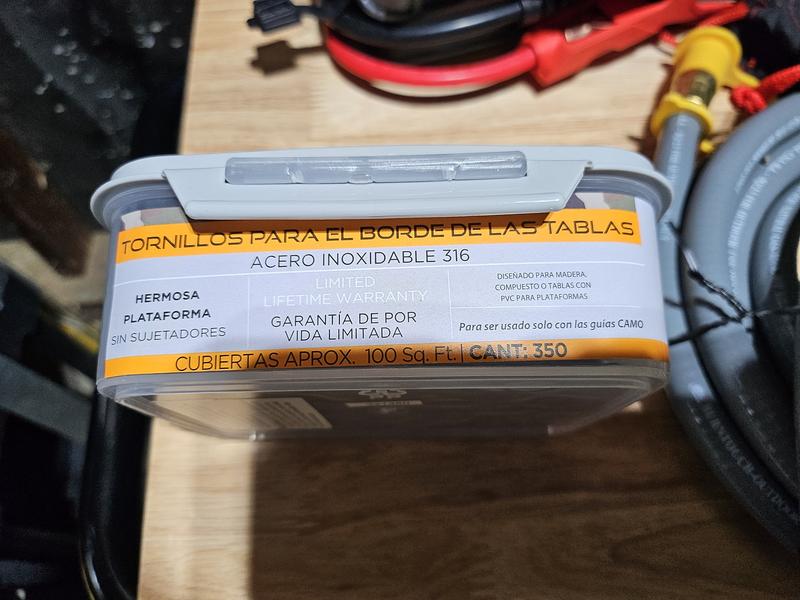 TORNILLOS PARA EL BORDE DE LAS TABLAS
ACERO INOXIDABLE 316
HERMOSA
PLATAFORMA
SIN SUJETADORES
LIMITED
LIFETIME WARRANTY
GARANTÍA DE POR
VIDA LIMITADA
DISEÑADO PARA MADERA,
COMPUESTO O TABLAS CON
PVC PARA PLATAFORMAS
Para ser usado solo con las guías CAMO
CUBIERTAS APROX. 100 Sq. Ft. | CANT: 350